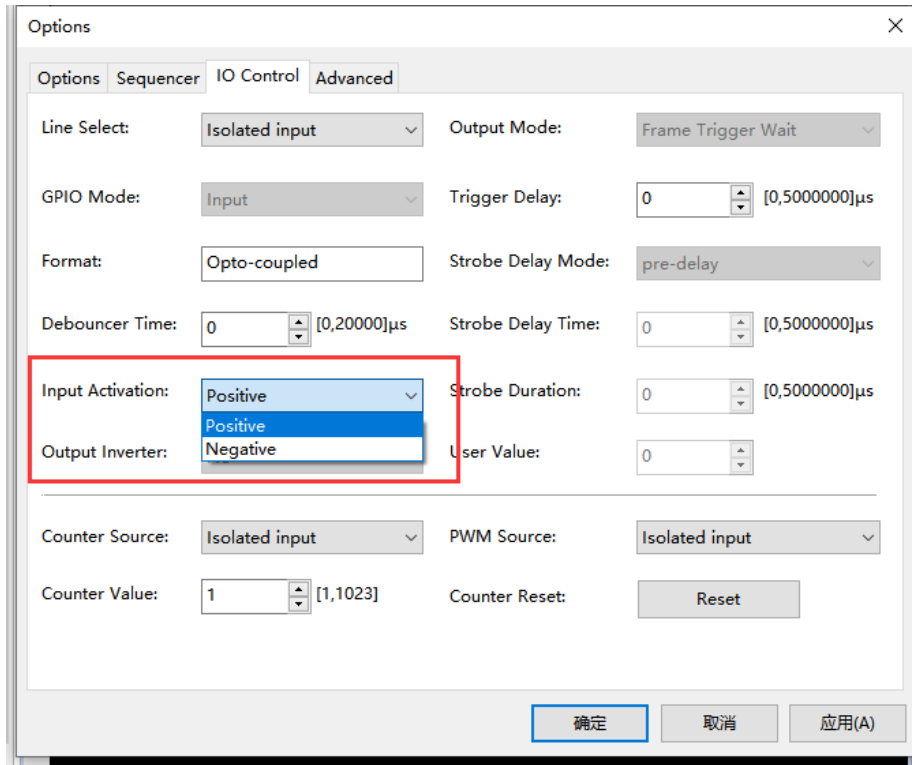 Options
Options Sequencer IO Control Advanced
Line Select: Isolated input Output Mode: Frame Trigger Wait
GPIO Mode: Input Trigger Delay: 0 [0,5000000]μs
Format: Opto-coupled Strobe Delay Mode: pre-delay
Debouncer Time: 0 [0,20000]μs Strobe Delay Time: 0 [0,5000000]μs
Input Activation: Positive Strobe Duration: 0 [0,5000000]μs
Positive
Output Inverter: Negative User Value: 0
Counter Source: Isolated input PWM Source: Isolated input
Counter Value: 1 [1,1023] Counter Reset: Reset
确定 取消 应用(A)